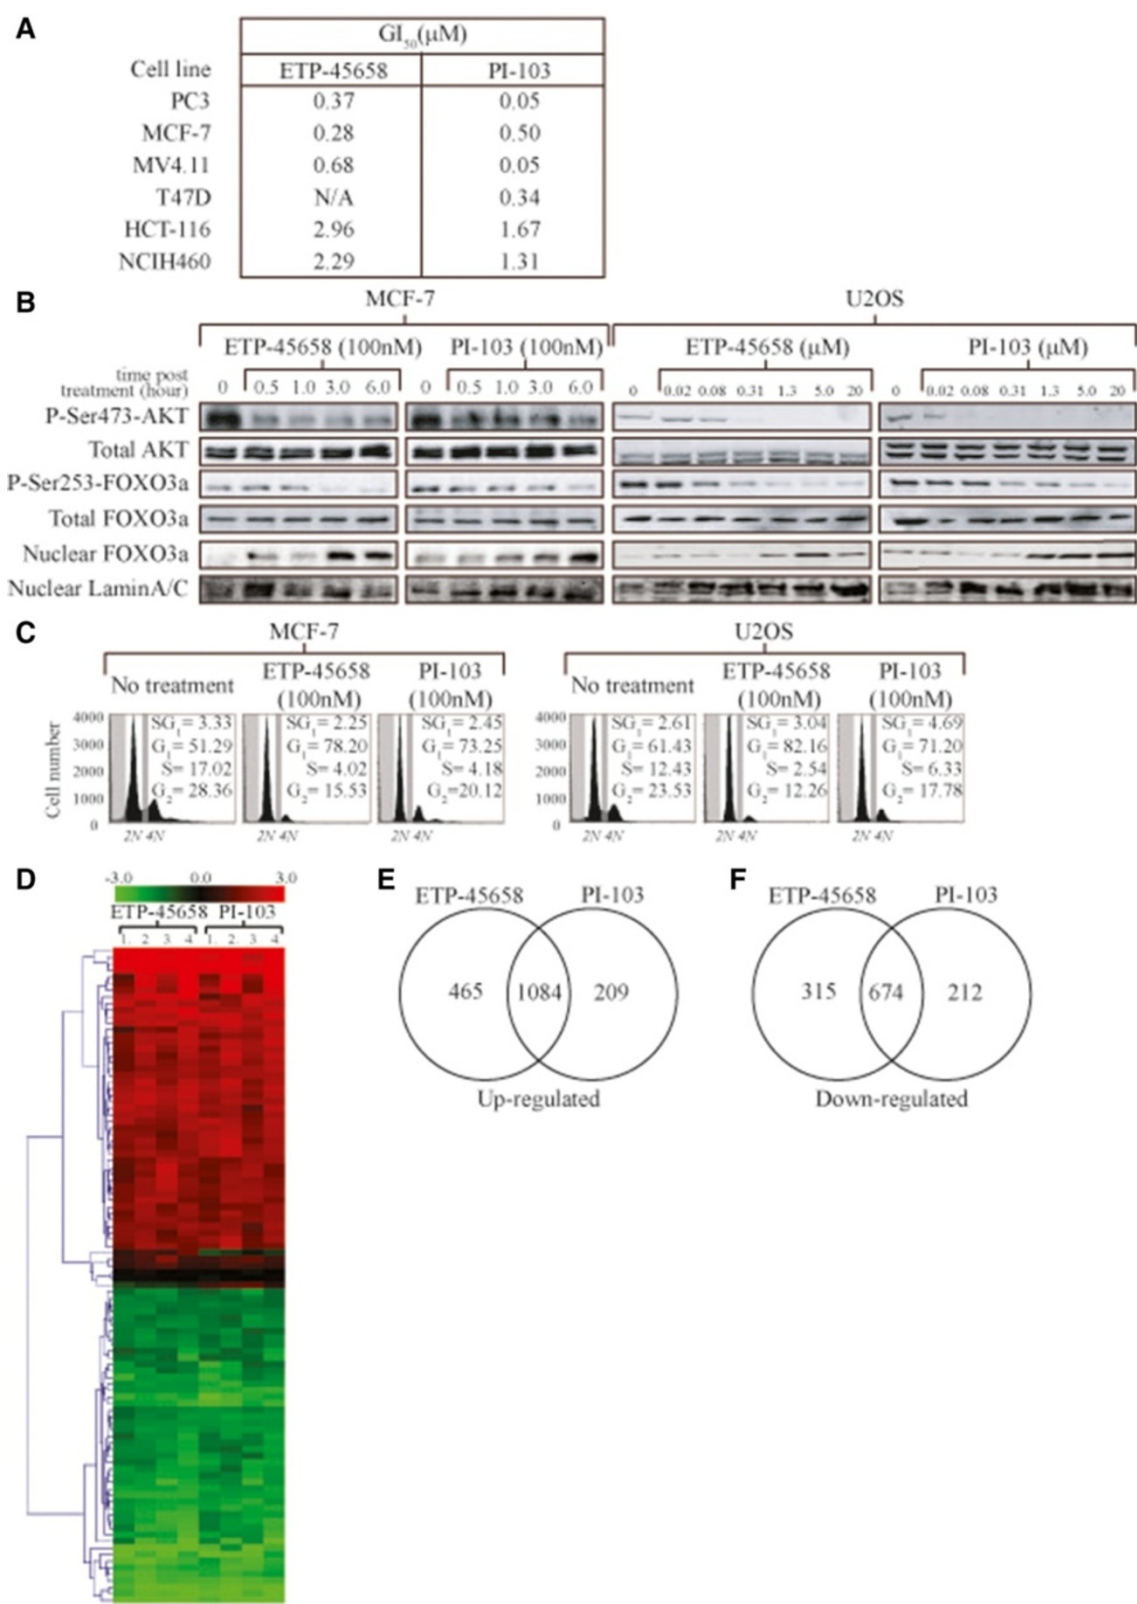 A
GI50(μM)
Cell line ETP-45658 PI-103
PC3 0.37 0.05
MCF-7 0.28 0.50
MV4.11 0.68 0.05
T47D N/A 0.34
HCT-116 2.96 1.67
NCIH460 2.29 1.31
B
MCF-7 U2OS
ETP-45658 (100nM) PI-103 (100nM) ETP-45658 (μM) PI-103 (μM)
time post
treatment (hour) 0 0.5 1.0 3.0 6.0 0 0.5 1.0 3.0 6.0 0 0.02 0.08 0.31 1.3 5.0 20 0 0.02 0.08 0.31 1.3 5.0 20
P-Ser473-AKT
Total AKT
P-Ser253-FOXO3a
Total FOXO3a
Nuclear FOXO3a
Nuclear LaminA/C
C
MCF-7 U2OS
No treatment ETP-45658 (100nM) PI-103 (100nM) No treatment ETP-45658 (100nM) PI-103 (100nM)
Cell number
4000 SG1= 3.33 SG1= 2.25 SG1= 2.45 4000 SG1= 2.61 SG1= 3.04 SG1= 4.69
3000 G1= 51.29 G1= 78.20 G1= 73.25 3000 G1= 61.43 G1= 82.16 G1= 71.20
2000 S= 17.02 S= 4.02 S= 4.18 2000 S= 12.43 S= 2.54 S= 6.33
1000 G2= 28.36 G2= 15.53 G2=20.12 1000 G2= 23.53 G2= 12.26 G2= 17.78
0 0
2N 4N 2N 4N 2N 4N 2N 4N 2N 4N 2N 4N
D
-3.0 0.0 3.0
ETP-45658 PI-103
1. 2 3. 4 1. 2. 3 4
E
ETP-45658 PI-103
465 1084 209
Up-regulated
F
ETP-45658 PI-103
315 674 212
Down-regulated